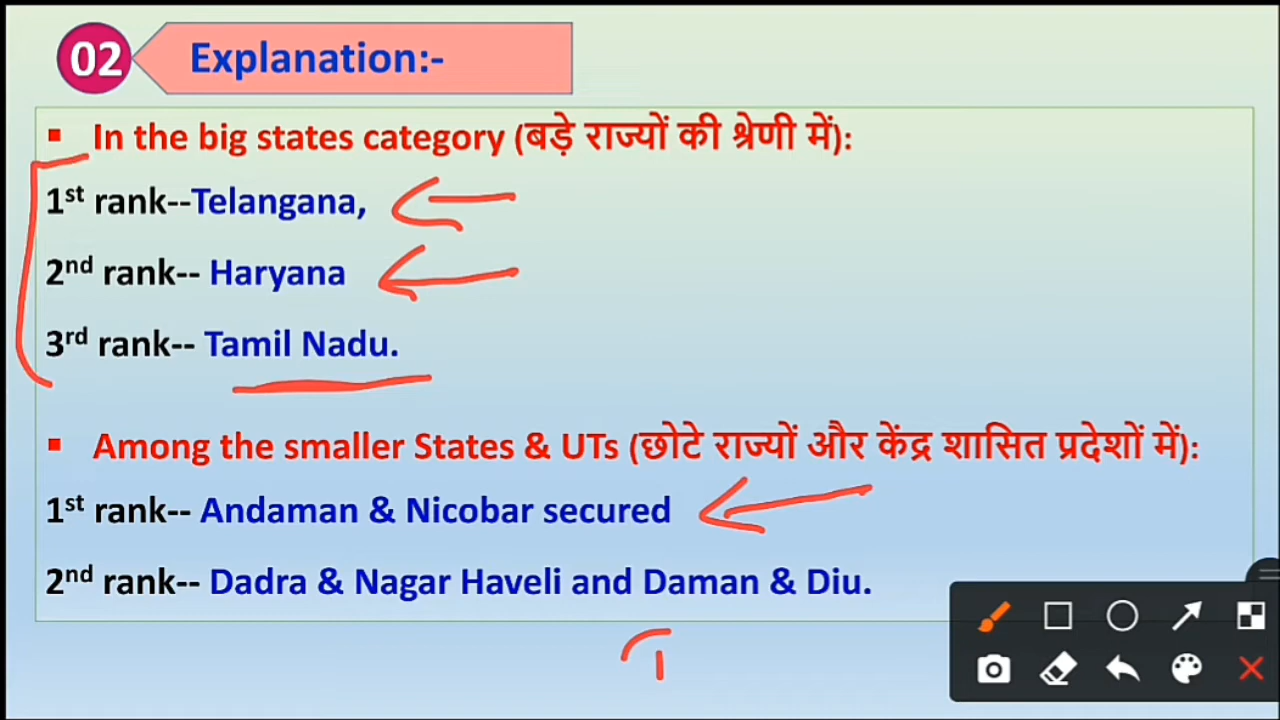 02 Explanation:-
▪ In the big states category (बड़े राज्यों की श्रेणी में):
1st rank--Telangana,
2nd rank-- Haryana
3rd rank-- Tamil Nadu.
▪ Among the smaller States & UTs (छोटे राज्यों और केंद्र शासित प्रदेशों में):
1st rank-- Andaman & Nicobar secured
2nd rank-- Dadra & Nagar Haveli and Daman & Diu.